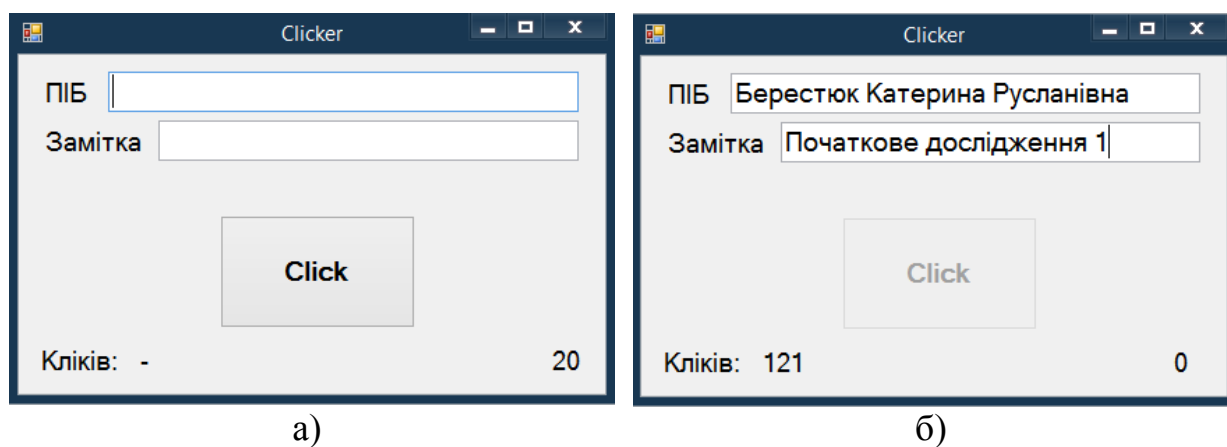 Clicker
ПІБ
Замітка
Click
Кліків: -
20
а)
Clicker
ПІБ Берестюк Катерина Русланівна
Замітка Початкове дослідження 1
Click
Кліків: 121
0
б)